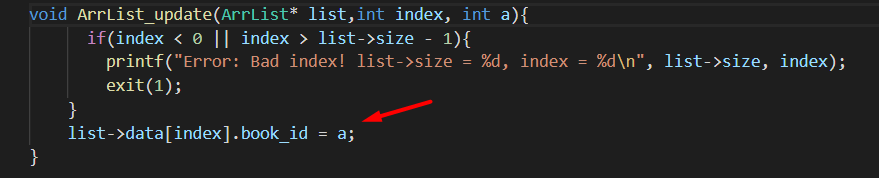 void ArrList_update(ArrList* list,int index, int a){
if(index < 0 || index > list->size - 1){
printf("Error: Bad index! list->size = %d, index = %d\n", list->size, index);
exit(1);
}
list->data[index].book_id = a;
}